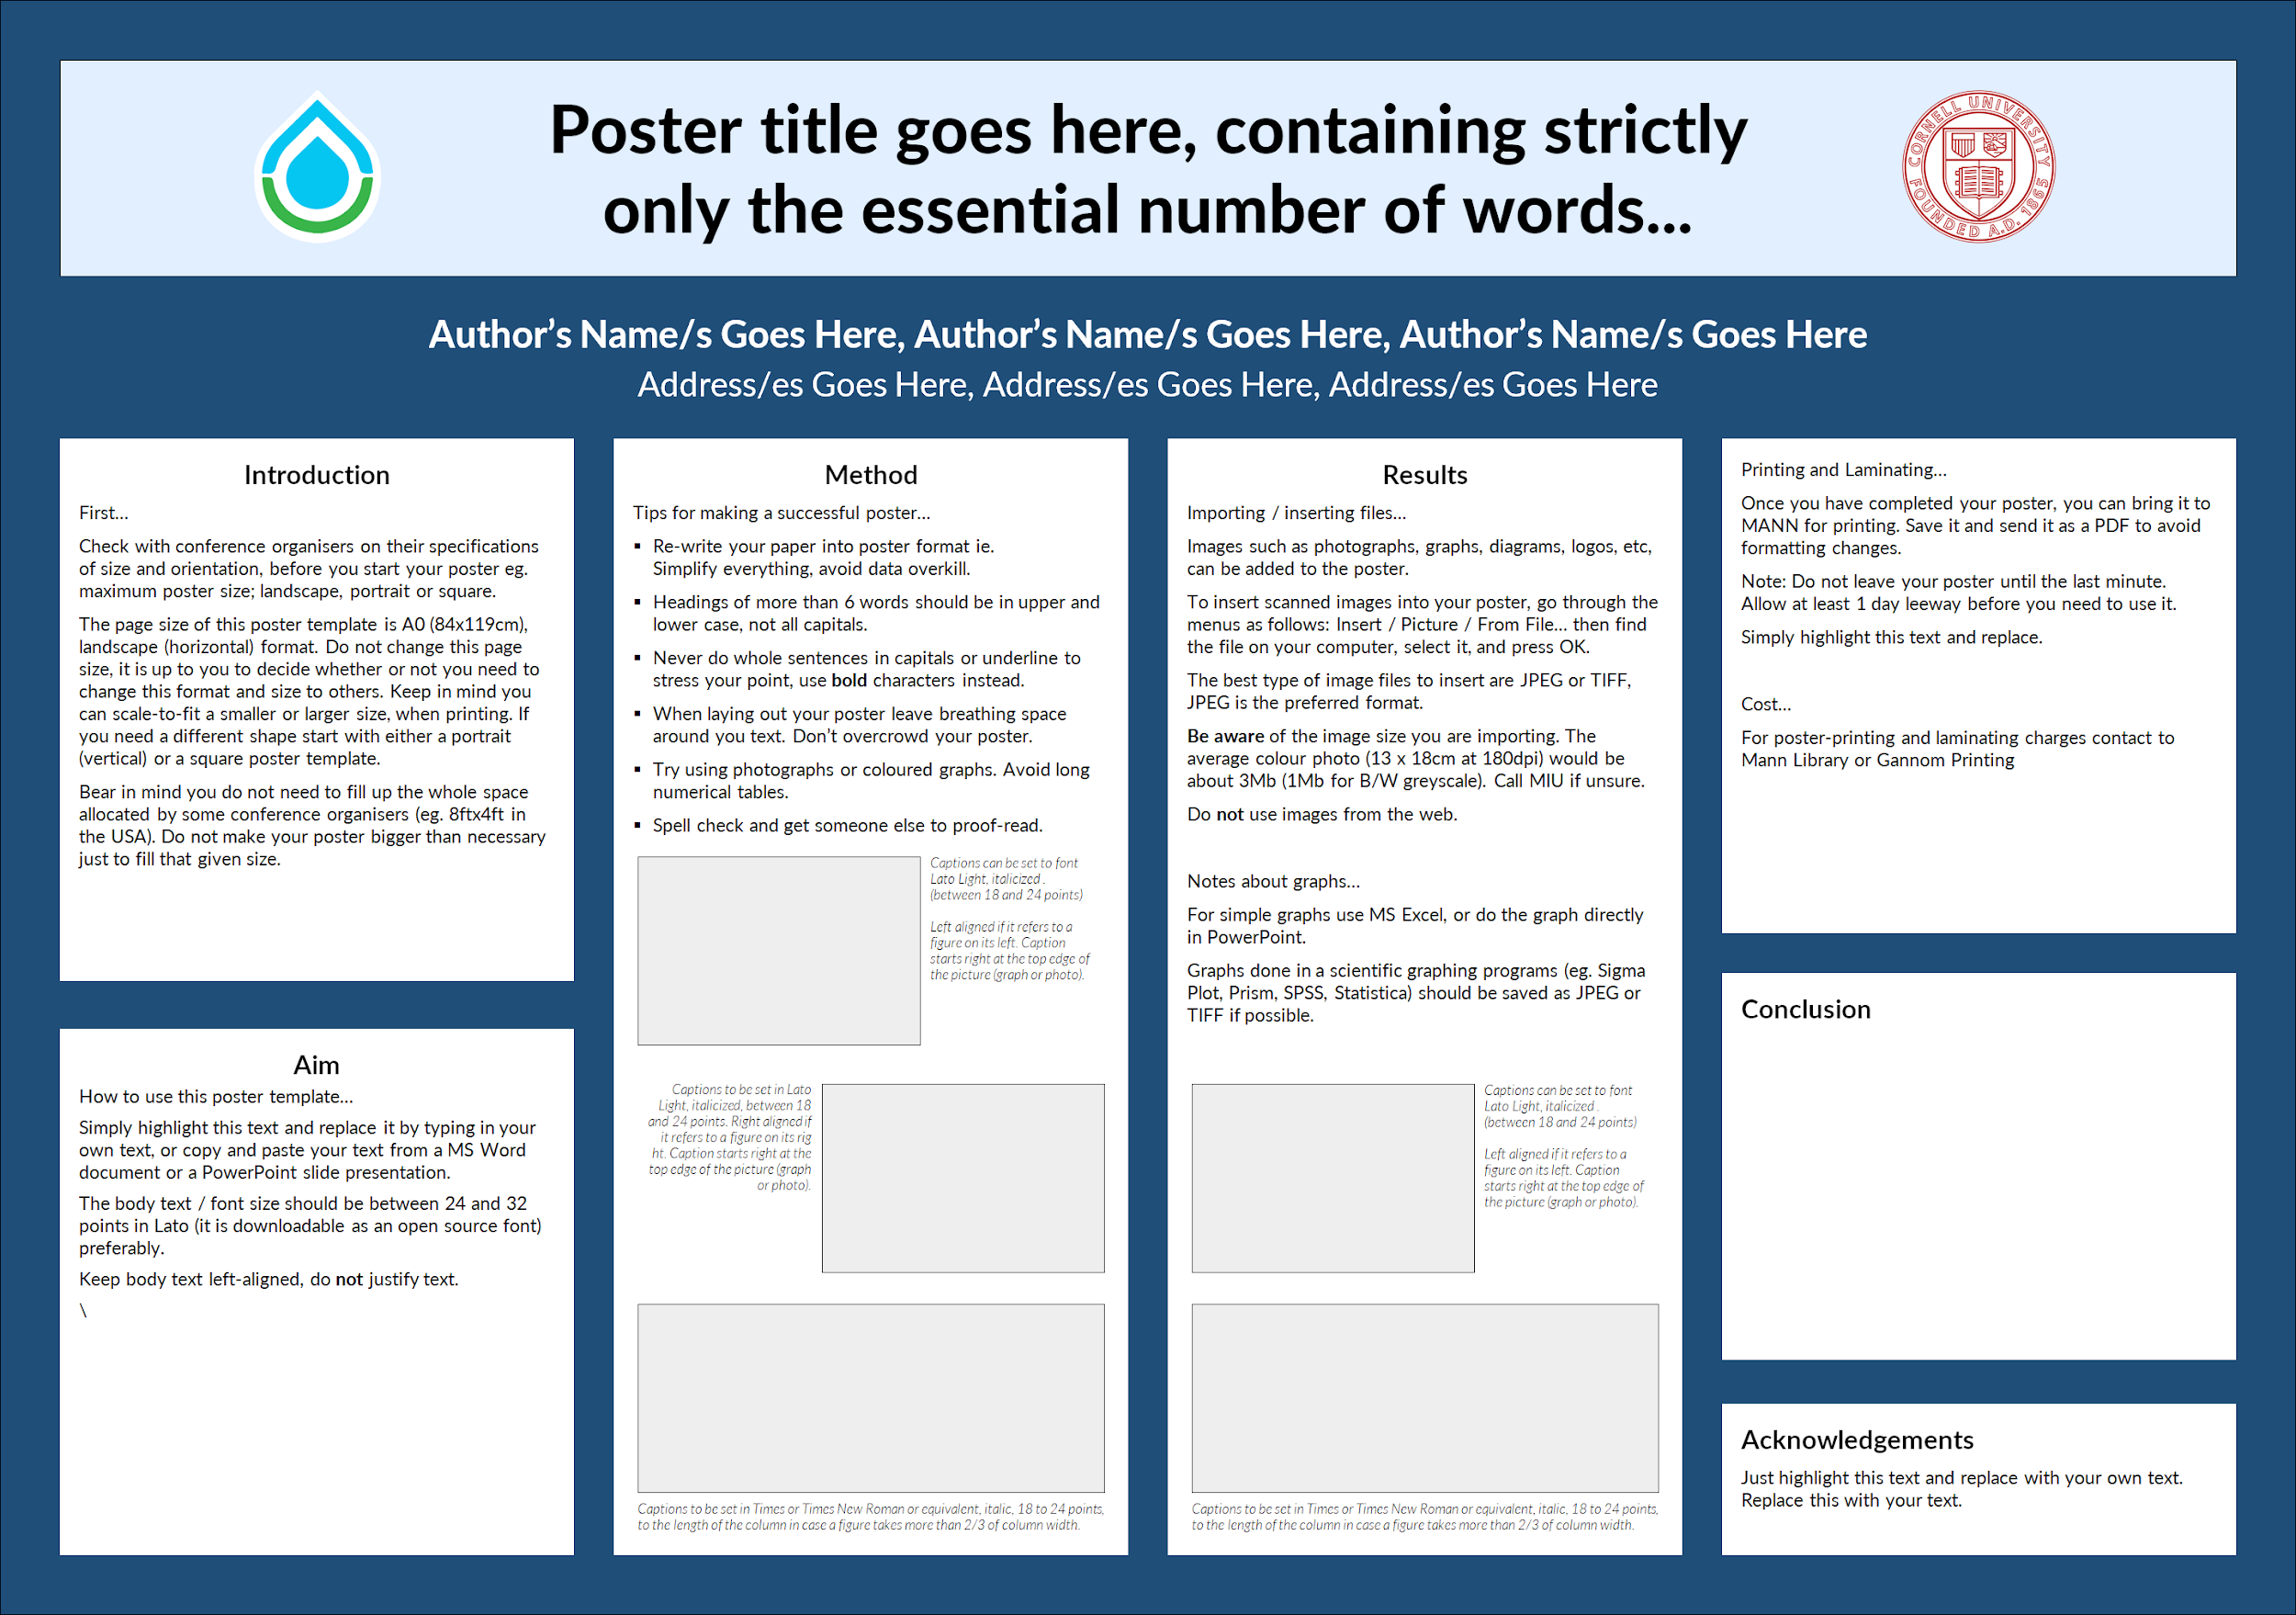 Poster title goes here, containing strictly
only the essential number of words...
CORNELL UNIVERSITY
FOUNDED A.D. 1865
Author’s Name/s Goes Here, Author’s Name/s Goes Here, Author’s Name/s Goes Here
Address/es Goes Here, Address/es Goes Here, Address/es Goes Here
Introduction
First...
Check with conference organisers on their specifications
of size and orientation, before you start your poster eg.
maximum poster size; landscape, portrait or square.
The page size of this poster template is A0 (84x119cm),
landscape (horizontal) format. Do not change this page
size, it is up to you to decide whether or not you need to
change this format and size to others. Keep in mind you
can scale-to-fit a smaller or larger size, when printing. If
you need a different shape start with either a portrait
(vertical) or a square poster template.
Bear in mind you do not need to fill up the whole space
allocated by some conference organisers (eg. 8ftx4ft in
the USA). Do not make your poster bigger than necessary
just to fill that given size.
Aim
How to use this poster template...
Simply highlight this text and replace it by typing in your
own text, or copy and paste your text from a MS Word
document or a PowerPoint slide presentation.
The body text / font size should be between 24 and 32
points in Lato (it is downloadable as an open source font)
preferably.
Keep body text left-aligned, do not justify text.
\
Method
Tips for making a successful poster...
▪ Re-write your paper into poster format ie.
Simplify everything, avoid data overkill.
▪ Headings of more than 6 words should be in upper and
lower case, not all capitals.
▪ Never do whole sentences in capitals or underline to
stress your point, use bold characters instead.
▪ When laying out your poster leave breathing space
around you text. Don’t overcrowd your poster.
▪ Try using photographs or coloured graphs. Avoid long
numerical tables.
▪ Spell check and get someone else to proof-read.
Captions can be set to font
Lato Light, italicized .
(between 18 and 24 points)
Left aligned if it refers to a
figure on its left. Caption
starts right at the top edge of
the picture (graph or photo).
Captions to be set in Lato
Light, italicized, between 18
and 24 points. Right aligned if
it refers to a figure on its rig
ht. Caption starts right at the
top edge of the picture (graph
or photo).
Captions to be set in Times or Times New Roman or equivalent, italic, 18 to 24 points,
to the length of the column in case a figure takes more than 2/3 of column width.
Results
Importing / inserting files...
Images such as photographs, graphs, diagrams, logos, etc,
can be added to the poster.
To insert scanned images into your poster, go through the
menus as follows: Insert / Picture / From File... then find
the file on your computer, select it, and press OK.
The best type of image files to insert are JPEG or TIFF,
JPEG is the preferred format.
Be aware of the image size you are importing. The
average colour photo (13 x 18cm at 180dpi) would be
about 3Mb (1Mb for B/W greyscale). Call MIU if unsure.
Do not use images from the web.
Notes about graphs...
For simple graphs use MS Excel, or do the graph directly
in PowerPoint.
Graphs done in a scientific graphing programs (eg. Sigma
Plot, Prism, SPSS, Statistica) should be saved as JPEG or
TIFF if possible.
Captions can be set to font
Lato Light, italicized .
(between 18 and 24 points)
Left aligned if it refers to a
figure on its left. Caption
starts right at the top edge of
the picture (graph or photo).
Captions to be set in Times or Times New Roman or equivalent, italic, 18 to 24 points,
to the length of the column in case a figure takes more than 2/3 of column width.
Printing and Laminating...
Once you have completed your poster, you can bring it to
MANN for printing. Save it and send it as a PDF to avoid
formatting changes.
Note: Do not leave your poster until the last minute.
Allow at least 1 day leeway before you need to use it.
Simply highlight this text and replace.
Cost...
For poster-printing and laminating charges contact to
Mann Library or Gannom Printing
Conclusion
Acknowledgements
Just highlight this text and replace with your own text.
Replace this with your text.